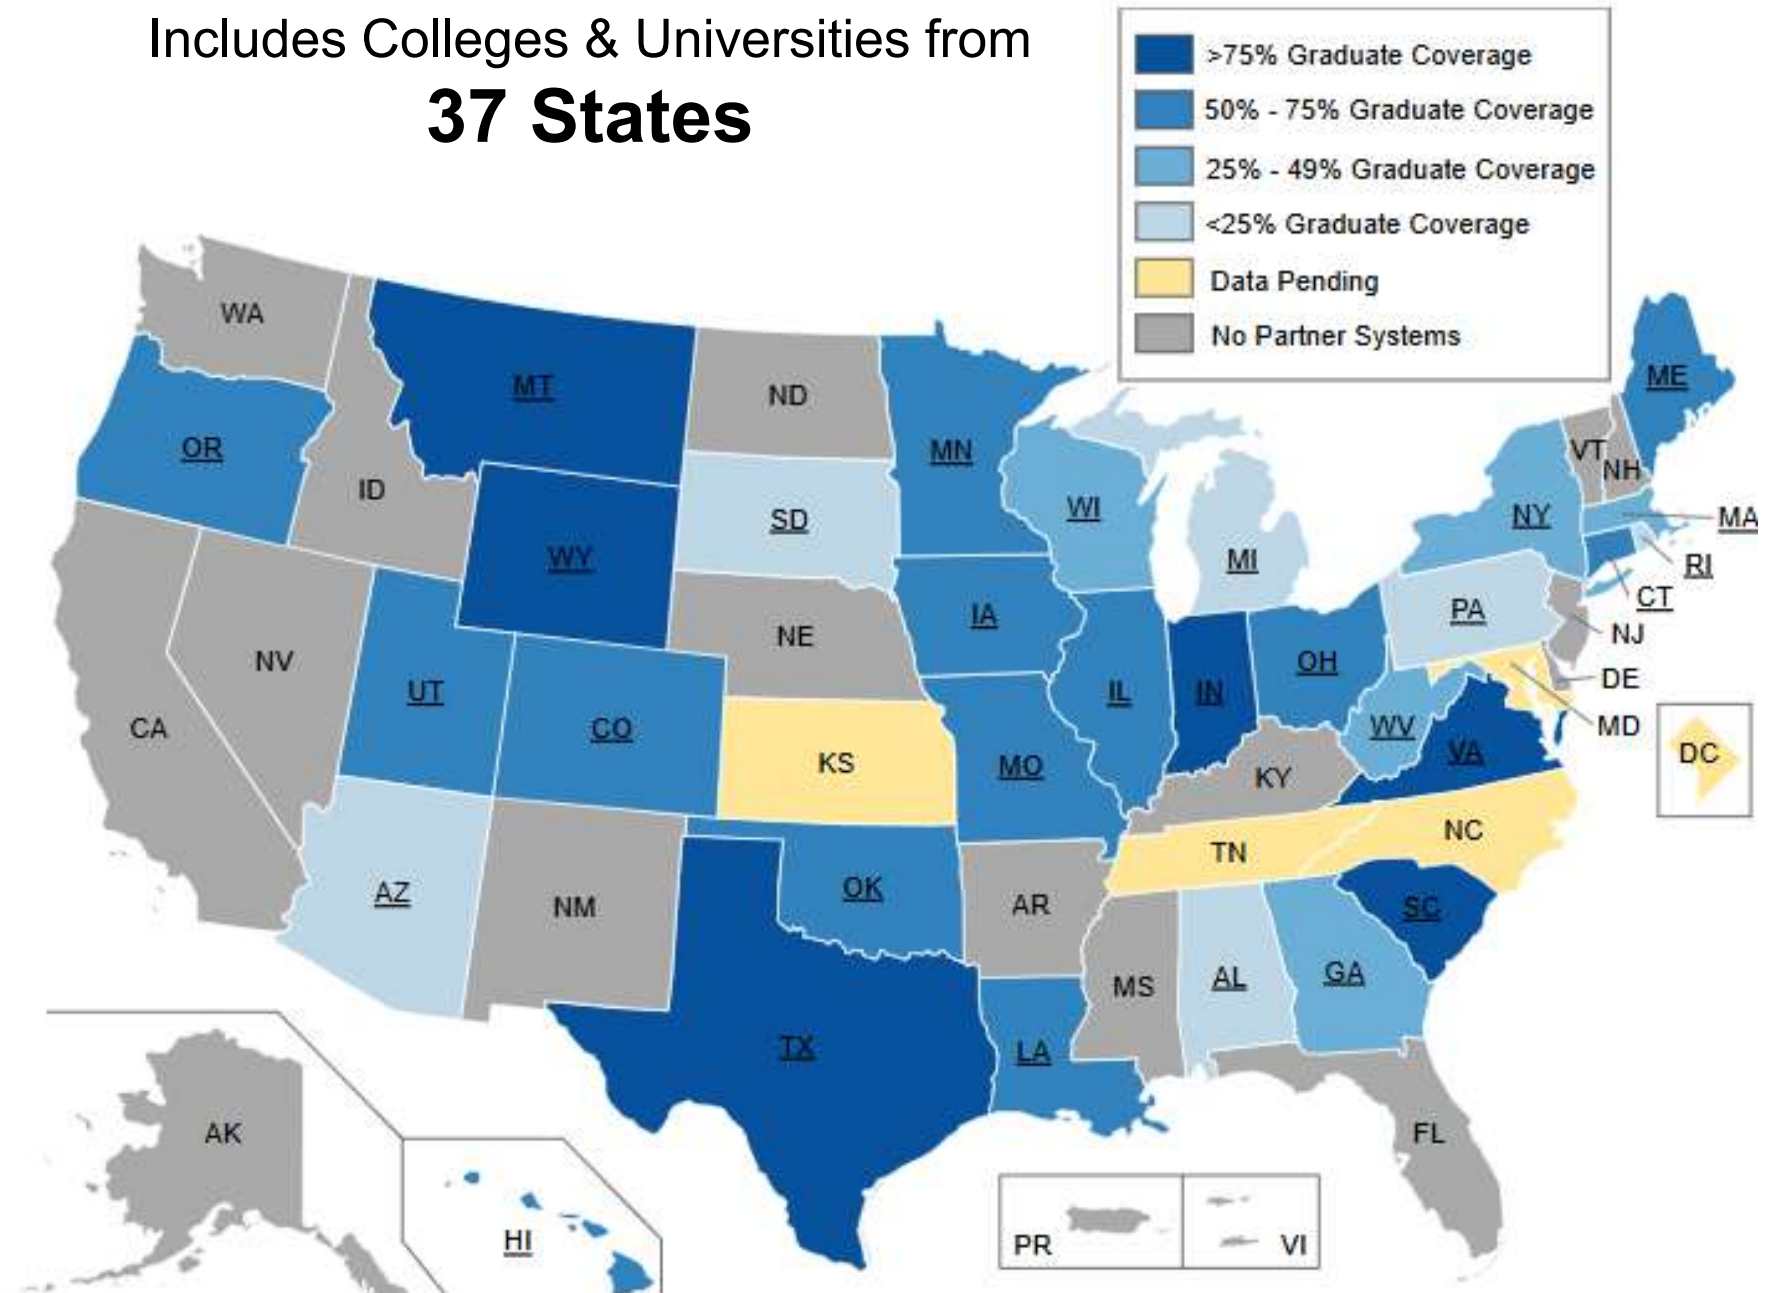 Includes Colleges & Universities from
37 States
>75% Graduate Coverage
50% - 75% Graduate Coverage
25% - 49% Graduate Coverage
<25% Graduate Coverage
Data Pending
No Partner Systems
WA
MT
ND
MN
ME
OR
ID
SD
WI
MI
NY
VT
NH
MA
RI
CT
WY
IA
PA
NJ
NE
NV
UT
CO
IL
IN
OH
DE
MD
DC
CA
KS
MO
WV
VA
KY
TN
NC
AZ
NM
OK
AR
SC
MS
AL
GA
TX
LA
FL
AK
HI
PR
VI